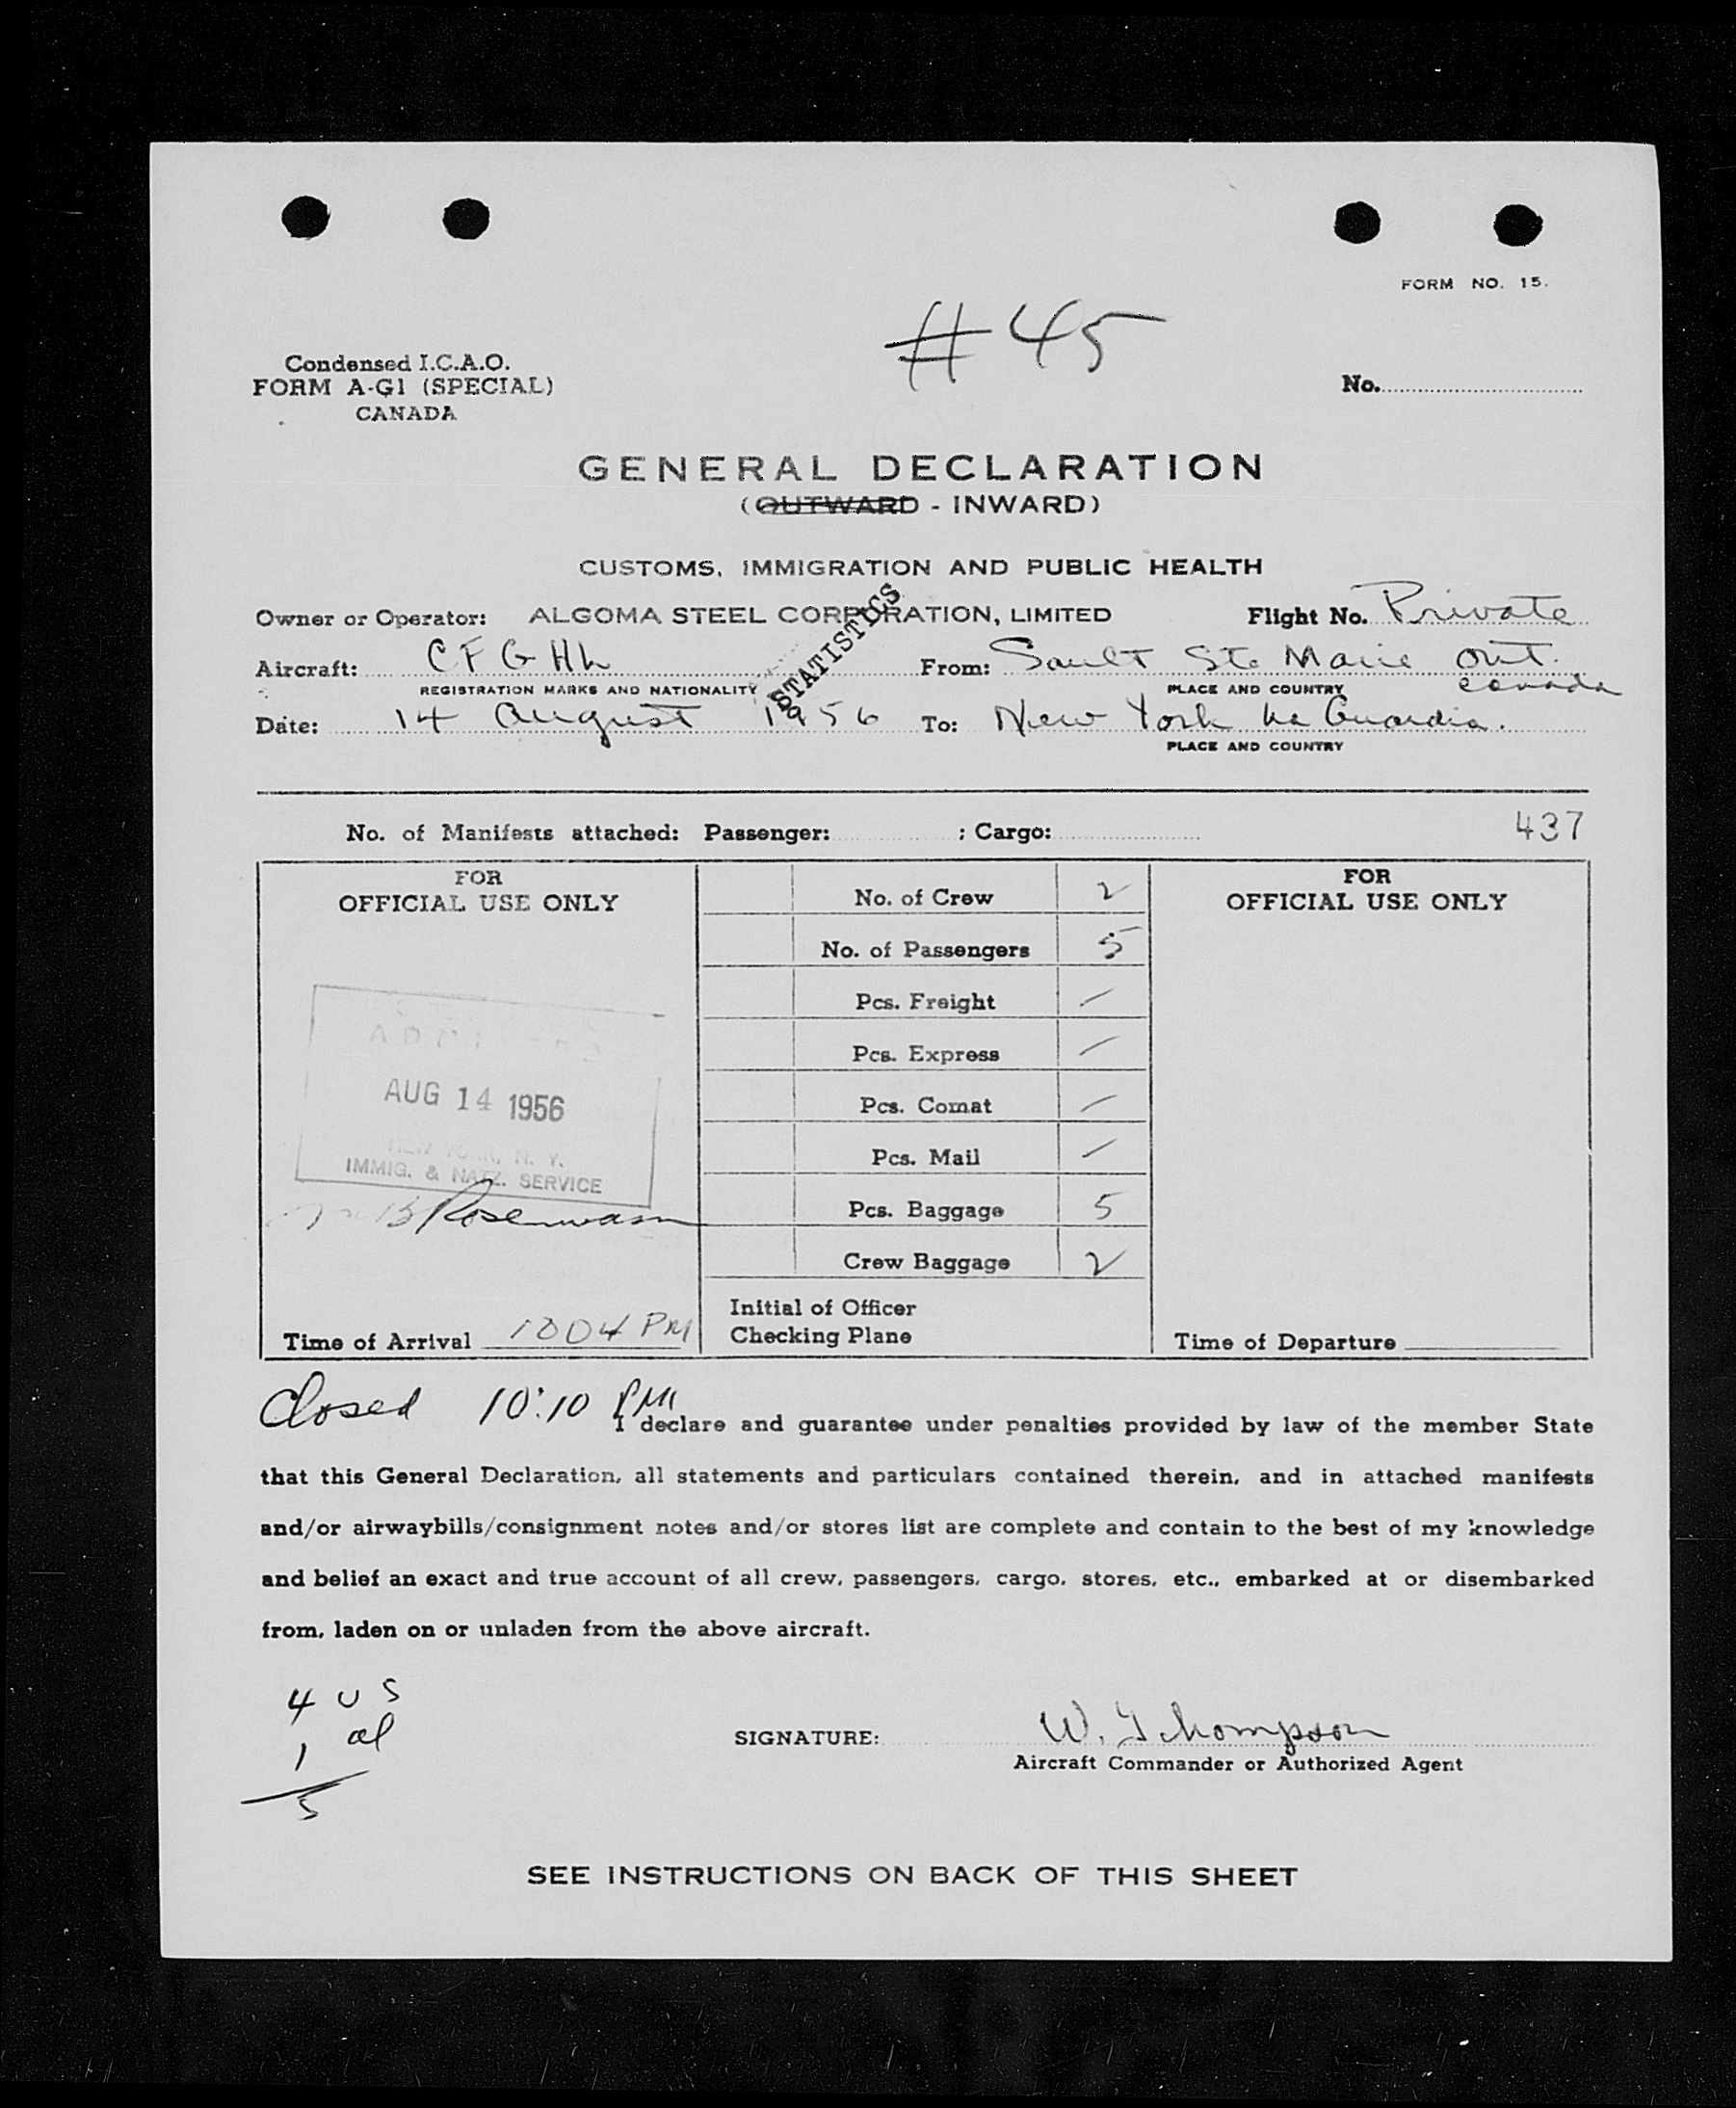 FORM NO. 15.
# 45
Condensed I.C.A.O.
FORM A-G1 (SPECIAL)
CANADA
No.
GENERAL DECLARATION
(OUTWARD - INWARD)
CUSTOMS, IMMIGRATION AND PUBLIC HEALTH
STATISTICS
Owner or Operator: ALGOMA STEEL CORPORATION, LIMITED Flight No. Private
Aircraft: CFGHL From: Sault Ste Marie Ont.
REGISTRATION MARKS AND NATIONALITY PLACE AND COUNTRY Canada
Date: 14 August 1956 To: New York La Guardia.
PLACE AND COUNTRY
No. of Manifests attached: Passenger: ; Cargo: 437
FOR
OFFICIAL USE ONLY
No. of Crew 2
No. of Passengers 5
Pcs. Freight /
Pcs. Express /
Pcs. Comat /
Pcs. Mail /
Pcs. Baggage 5
Crew Baggage 2
Initial of Officer
Checking Plane
FOR
OFFICIAL USE ONLY
ADMITTED
AUG 14 1956
NEW YORK, N. Y.
IMMIG. & NATZ. SERVICE
Time of Arrival 1004 PM
Time of Departure
Closed 10:10 PM
I declare and guarantee under penalties provided by law of the member State
that this General Declaration, all statements and particulars contained therein, and in attached manifests
and/or airwaybills/consignment notes and/or stores list are complete and contain to the best of my knowledge
and belief an exact and true account of all crew, passengers, cargo, stores, etc., embarked at or disembarked
from, laden on or unladen from the above aircraft.
4 US
1 al
5
SIGNATURE: W. Thompson
Aircraft Commander or Authorized Agent
SEE INSTRUCTIONS ON BACK OF THIS SHEET